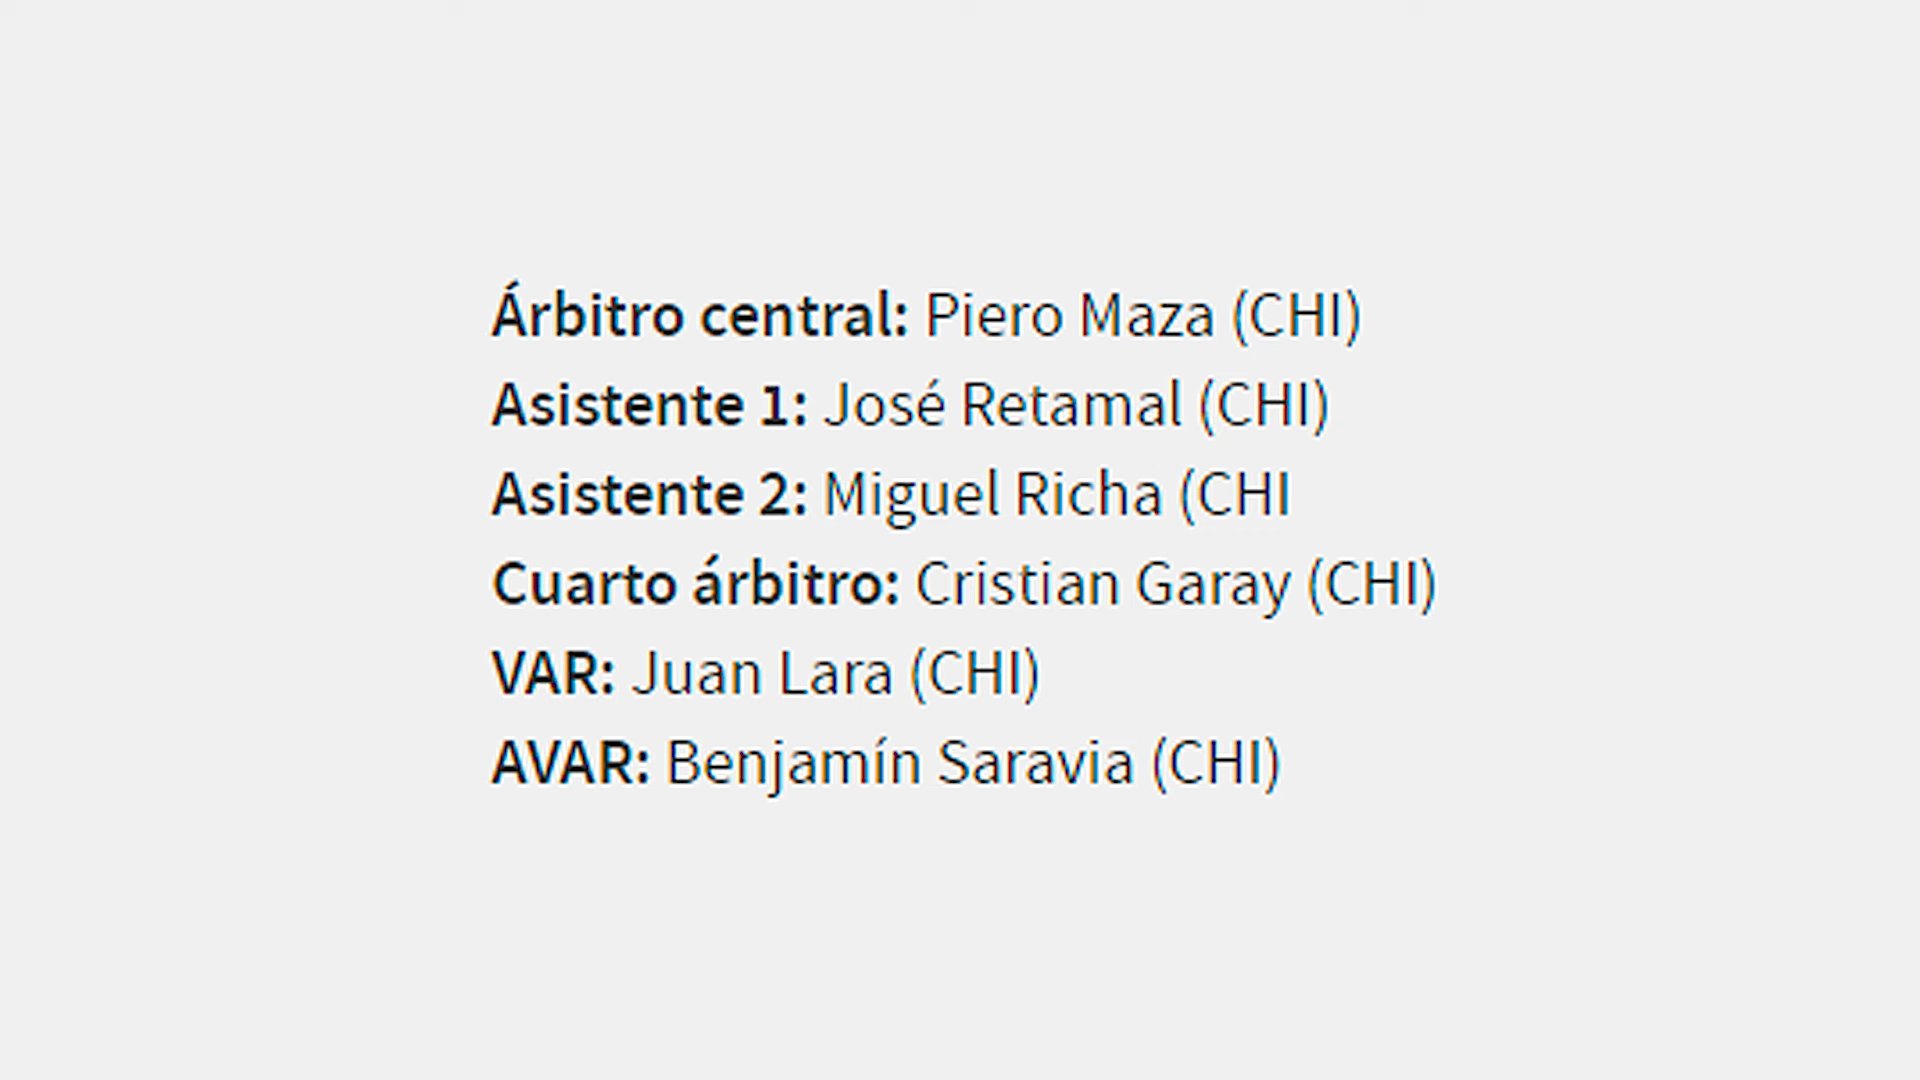 Árbitro central: Piero Maza (CHI)
Asistente 1: José Retamal (CHI)
Asistente 2: Miguel Richa (CHI
Cuarto árbitro: Cristian Garay (CHI)
VAR: Juan Lara (CHI)
AVAR: Benjamín Saravia (CHI)